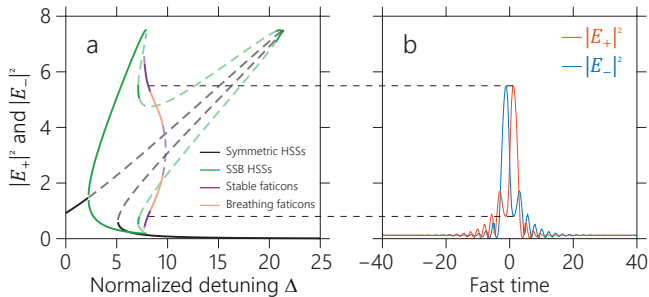 a
|E₊|² and |E₋|²
8
6
4
2
0
Symmetric HSSs
SSB HSSs
Stable faticons
Breathing faticons
0 5 10 15 20 25
Normalized detuning Δ
b
|E₊|²
|E₋|²
−40 −20 0 20 40
Fast time